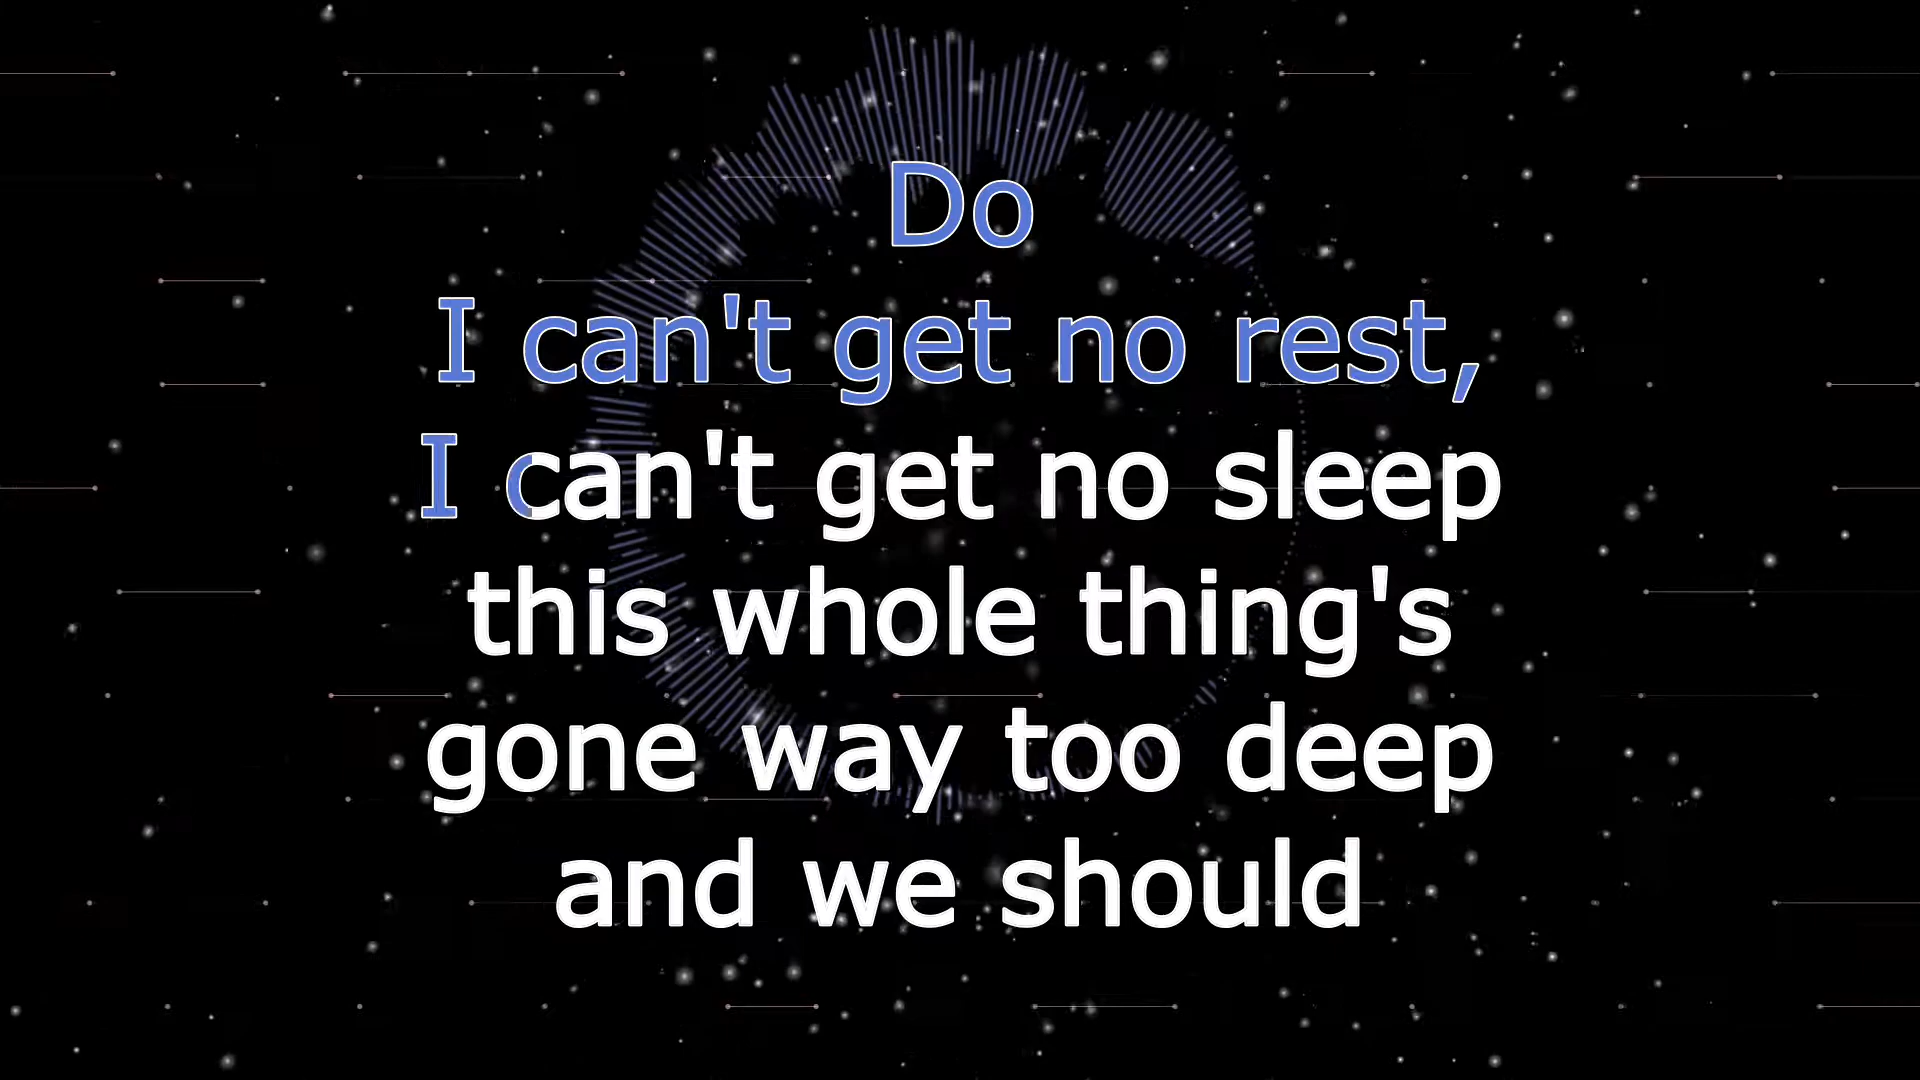 Do
I can't get no rest,
I can't get no sleep
this whole thing's
gone way too deep
and we should